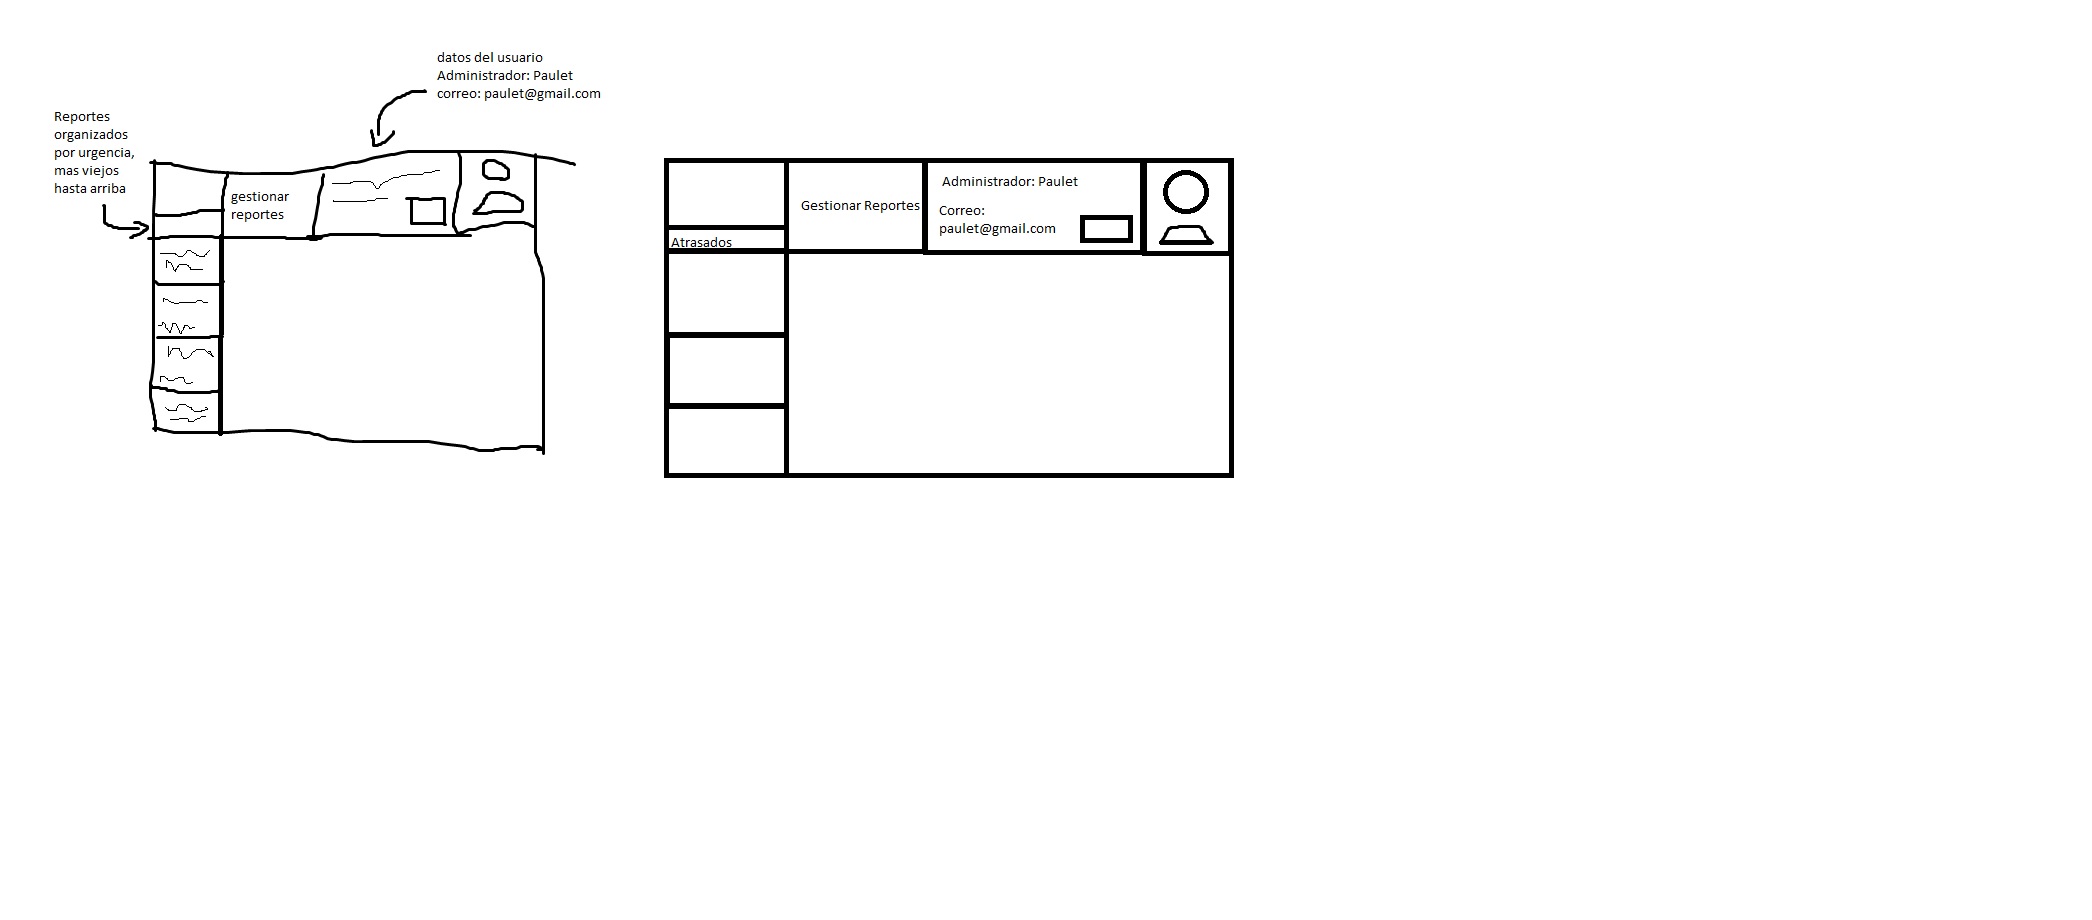 datos del usuario
Administrador: Paulet
correo: paulet@gmail.com
Reportes
organizados
por urgencia,
mas viejos
hasta arriba
gestionar
reportes
Gestionar Reportes
Administrador: Paulet
Correo:
paulet@gmail.com
Atrasados